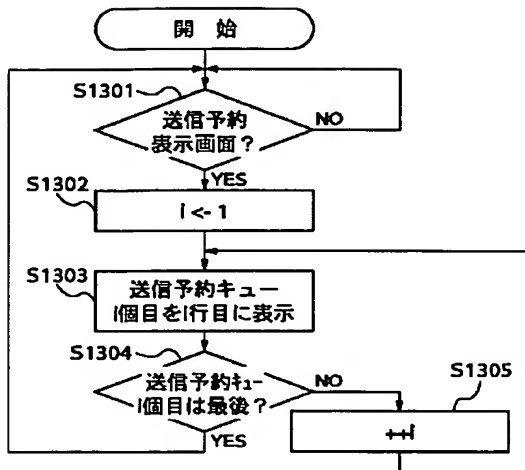 開 始
S1301
送信予約
表示画面？
NO
YES
S1302
i <- 1
S1303
送信予約キュー
i個目をi行目に表示
S1304
送信予約キュー
i個目は最後？
NO
YES
S1305
++i